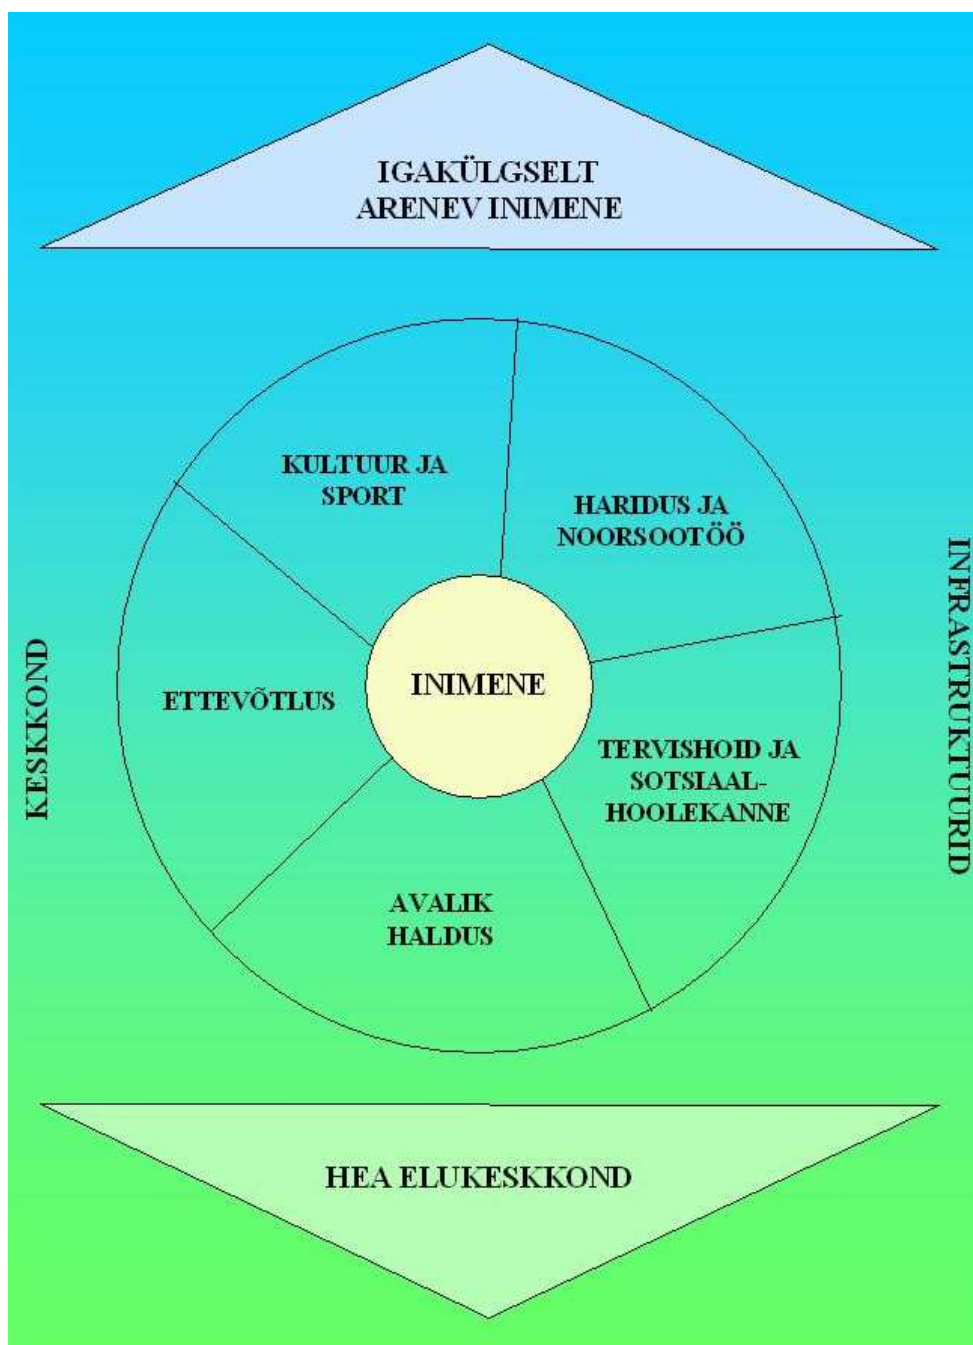 IGAKÜLGSELT
ARENEV INIMENE
KULTUUR JA
SPORT
HARIDUS JA
NOORSOOTÖÖ
KESKKOND
ETTEVÕTLUS
INIMENE
TERVISHOID JA
SOTSIAAL-
HOOLEKANNE
INFRASTRUKTUURID
AVALIK
HALDUS
HEA ELUKESKKOND